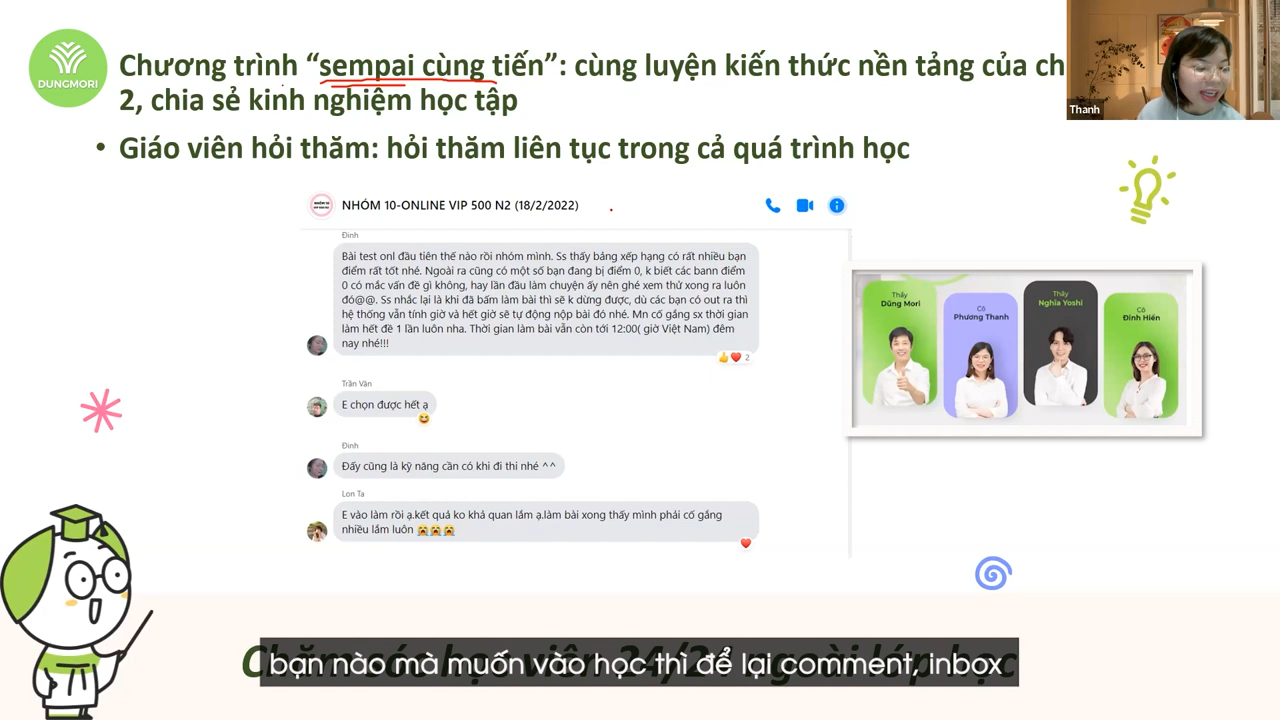 DUNGMORI
Chương trình “sempai cùng tiến”: cùng luyện kiến thức nền tảng của ch
2, chia sẻ kinh nghiệm học tập
Thanh
• Giáo viên hỏi thăm: hỏi thăm liên tục trong cả quá trình học
NHÓM 10-ONLINE VIP 500 N2 (18/2/2022)
Đinh
Bài test onl đầu tiên thế nào rồi nhóm mình. Ss thấy bảng xếp hạng có rất nhiều bạn
điểm rất tốt nhé. Ngoài ra cũng có một số bạn đang bị điểm 0, k biết các bann điểm
0 có mắc vấn đề gì không, hay lần đầu làm chuyện ấy nên ghé xem thử xong ra luôn
đoợ@. Ss nhắc lại là khi đã bấm làm bài thì sẽ k dừng được, dù các bạn có out ra thì
hệ thống vẫn tính giờ và hết giờ sẽ tự động nộp bài đó nhé. Mn cố gắng sx thời gian
làm hết đề 1 lần luôn nha. Thời gian làm bài vẫn còn tới 12:00( giờ Việt Nam) đêm
nay nhé!!!
2
Trần Văn
E chọn được hết ạ
Đinh
Đấy cũng là kỹ năng cần có khi đi thi nhé ^^
Lon Ta
E vào làm rồi ạ.kết quả ko khả quan lắm ạ.làm bài xong thấy mình phải cố gắng
nhiều lắm luôn 😭😭😭
Thầy
Dũng Mori
Cô
Phương Thanh
Thầy
Nghĩa Yoshi
Cô
Đinh Hiền
bạn nào mà muốn vào học thì để lại comment, inbox